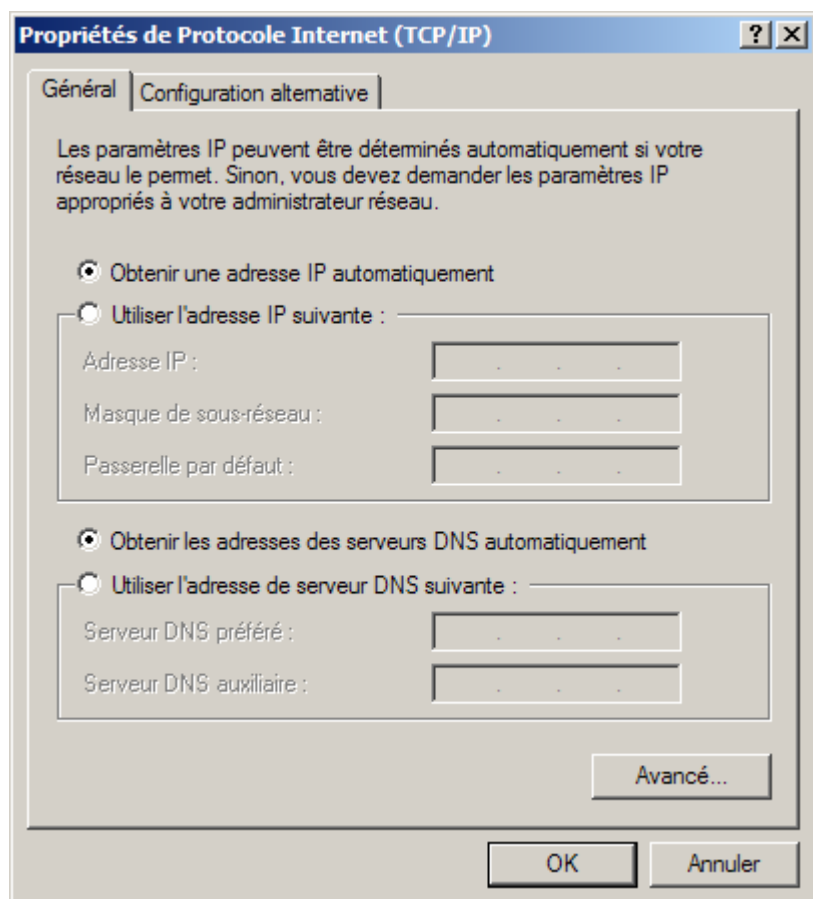 Propriétés de Protocole Internet (TCP/IP)
Général
Configuration alternative
Les paramètres IP peuvent être déterminés automatiquement si votre
réseau le permet. Sinon, vous devez demander les paramètres IP
appropriés à votre administrateur réseau.
Obtenir une adresse IP automatiquement
Utiliser l'adresse IP suivante :
Adresse IP :
Masque de sous-réseau :
Passerelle par défaut :
Obtenir les adresses des serveurs DNS automatiquement
Utiliser l'adresse de serveur DNS suivante :
Serveur DNS préféré :
Serveur DNS auxiliaire :
Avancé...
OK
Annuler